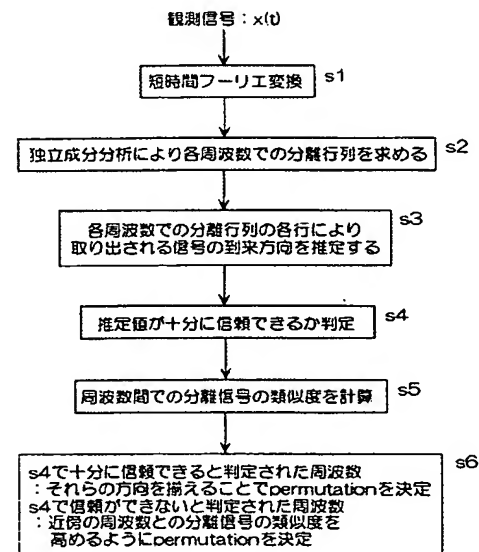 観測信号：x(t)
短時間フーリエ変換
s1
独立成分分析により各周波数での分離行列を求める
s2
各周波数での分離行列の各行により
取り出される信号の到来方向を推定する
s3
推定値が十分に信頼できるか判定
s4
周波数間での分離信号の類似度を計算
s5
s4で十分に信頼できると判定された周波数
：それらの方向を揃えることでpermutationを決定
s4で信頼ができないと判定された周波数
：近傍の周波数との分離信号の類似度を
高めるようにpermutationを決定
s6